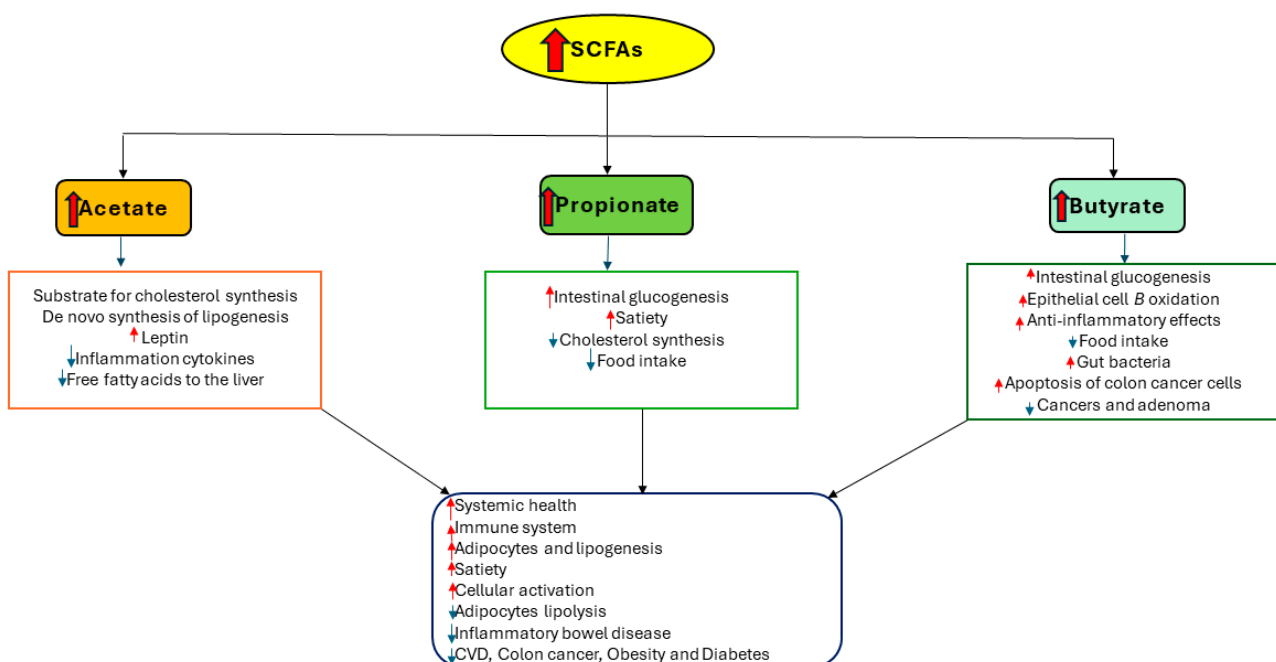 SCFAs
Acetate
Propionate
Butyrate
Substrate for cholesterol synthesis
De novo synthesis of lipogenesis
Leptin
Inflammation cytokines
Free fatty acids to the liver
Intestinal glucogenesis
Satiety
Cholesterol synthesis
Food intake
Intestinal glucogenesis
Epithelial cell B oxidation
Anti-inflammatory effects
Food intake
Gut bacteria
Apoptosis of colon cancer cells
Cancers and adenoma
Systemic health
Immune system
Adipocytes and lipogenesis
Satiety
Cellular activation
Adipocytes lipolysis
Inflammatory bowel disease
CVD, Colon cancer, Obesity and Diabetes